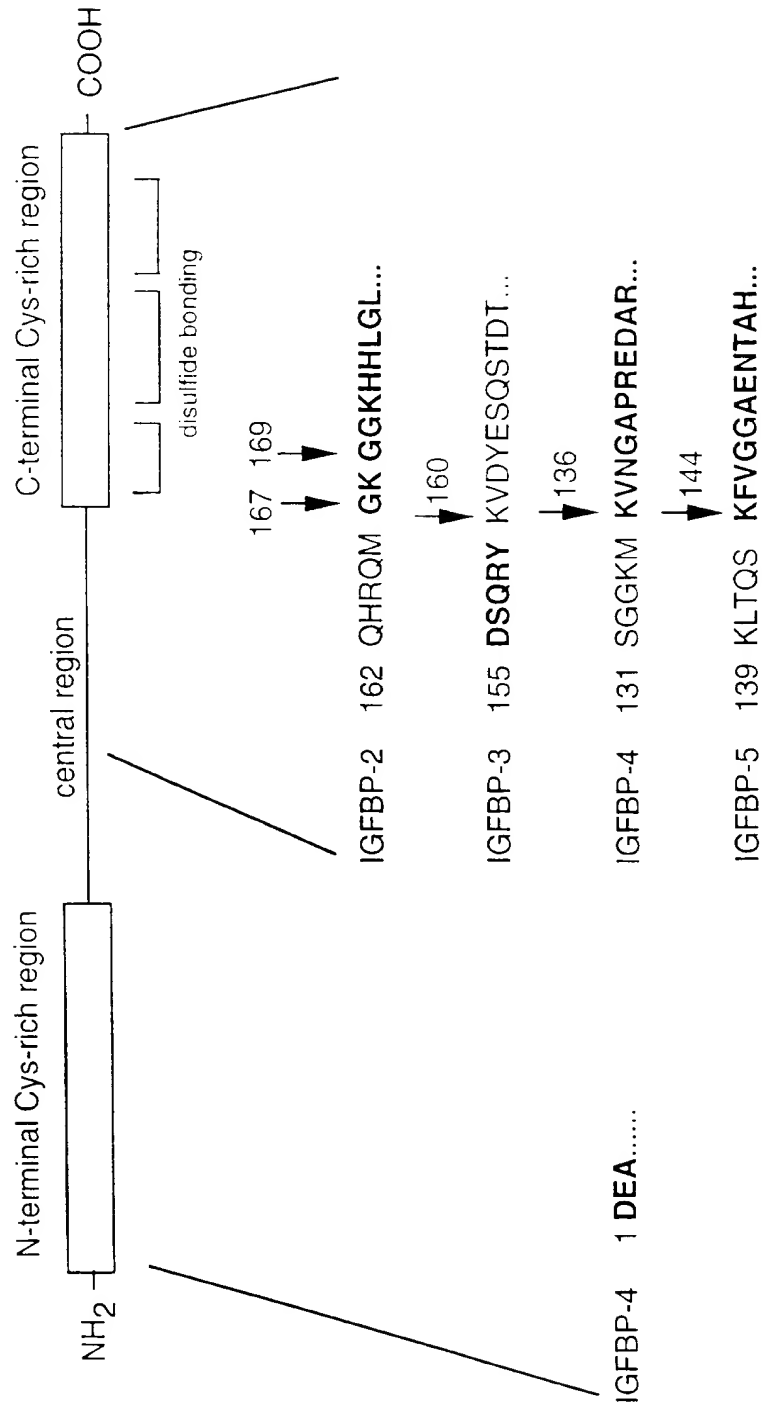 N-terminal Cys-rich region
central region
C-terminal Cys-rich region
NH2
COOH
disulfide bonding
167 169
IGFBP-2 162 QHRQM GK GGKHHLGL...
160
IGFBP-3 155 DSQRY KVDYESQSTDT...
136
IGFBP-4 1 DEA......
IGFBP-4 131 SGGKM KVNGAPREDAR...
144
IGFBP-5 139 KLTQS KFVGGAENTAH...